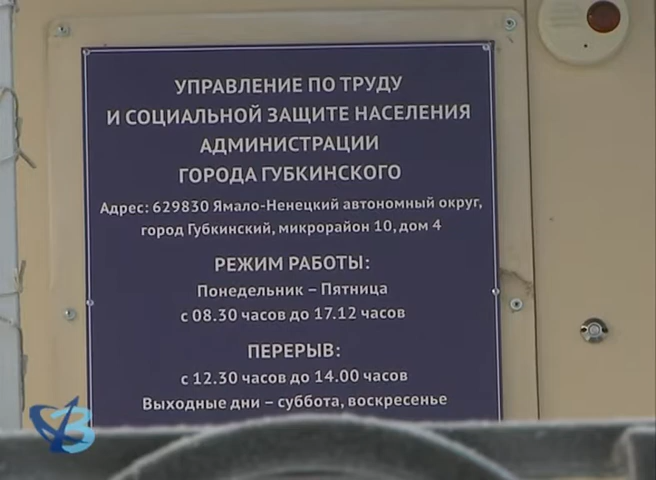 УПРАВЛЕНИЕ ПО ТРУДУ
И СОЦИАЛЬНОЙ ЗАЩИТЕ НАСЕЛЕНИЯ
АДМИНИСТРАЦИИ
ГОРОДА ГУБКИНСКОГО
Адрес: 629830 Ямало-Ненецкий автономный округ,
город Губкинский, микрорайон 10, дом 4
РЕЖИМ РАБОТЫ:
Понедельник – Пятница
с 08.30 часов до 17.12 часов
ПЕРЕРЫВ:
с 12.30 часов до 14.00 часов
Выходные дни – суббота, воскресенье